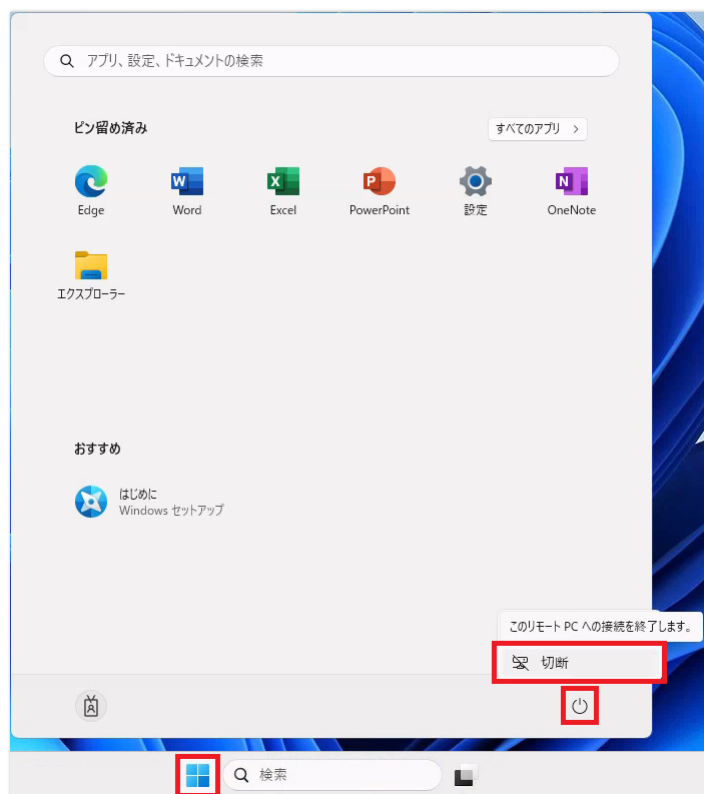 アプリ、設定、ドキュメントの検索
ピン留め済み
すべてのアプリ >
Edge
Word
Excel
PowerPoint
設定
OneNote
エクスプローラー
おすすめ
はじめに
Windows セットアップ
このリモート PC への接続を終了します。
切断
検索